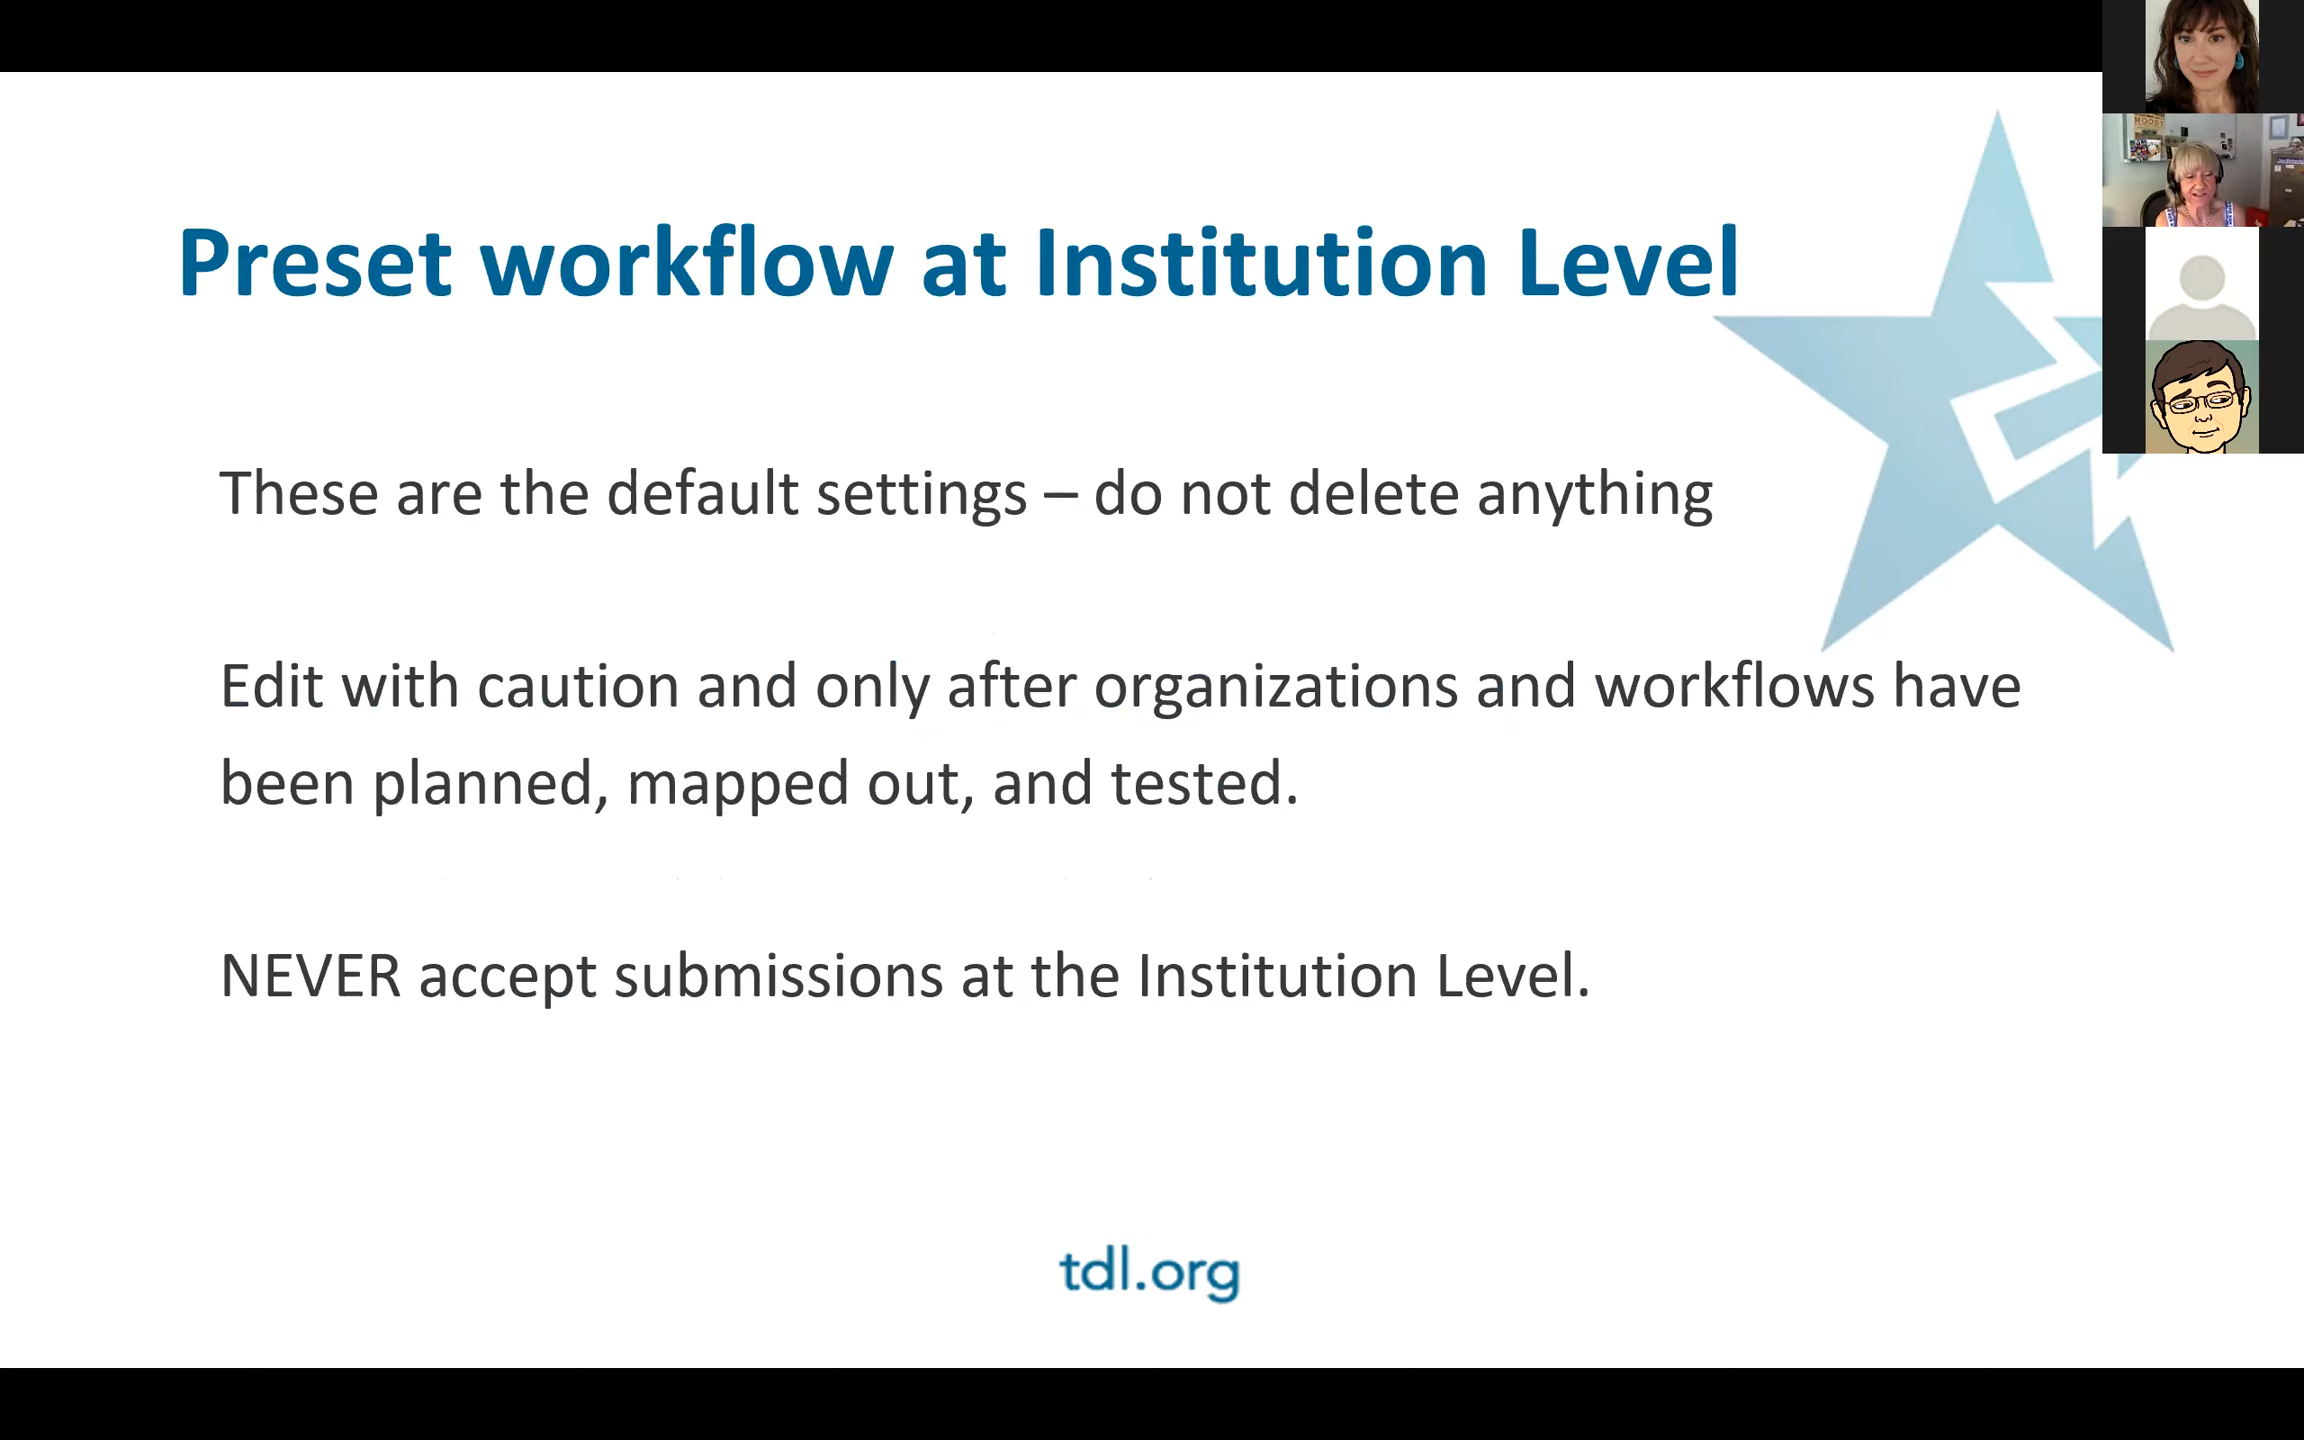 Preset workflow at Institution Level
These are the default settings – do not delete anything
Edit with caution and only after organizations and workflows have
been planned, mapped out, and tested.
NEVER accept submissions at the Institution Level.
tdl.org
MOODY